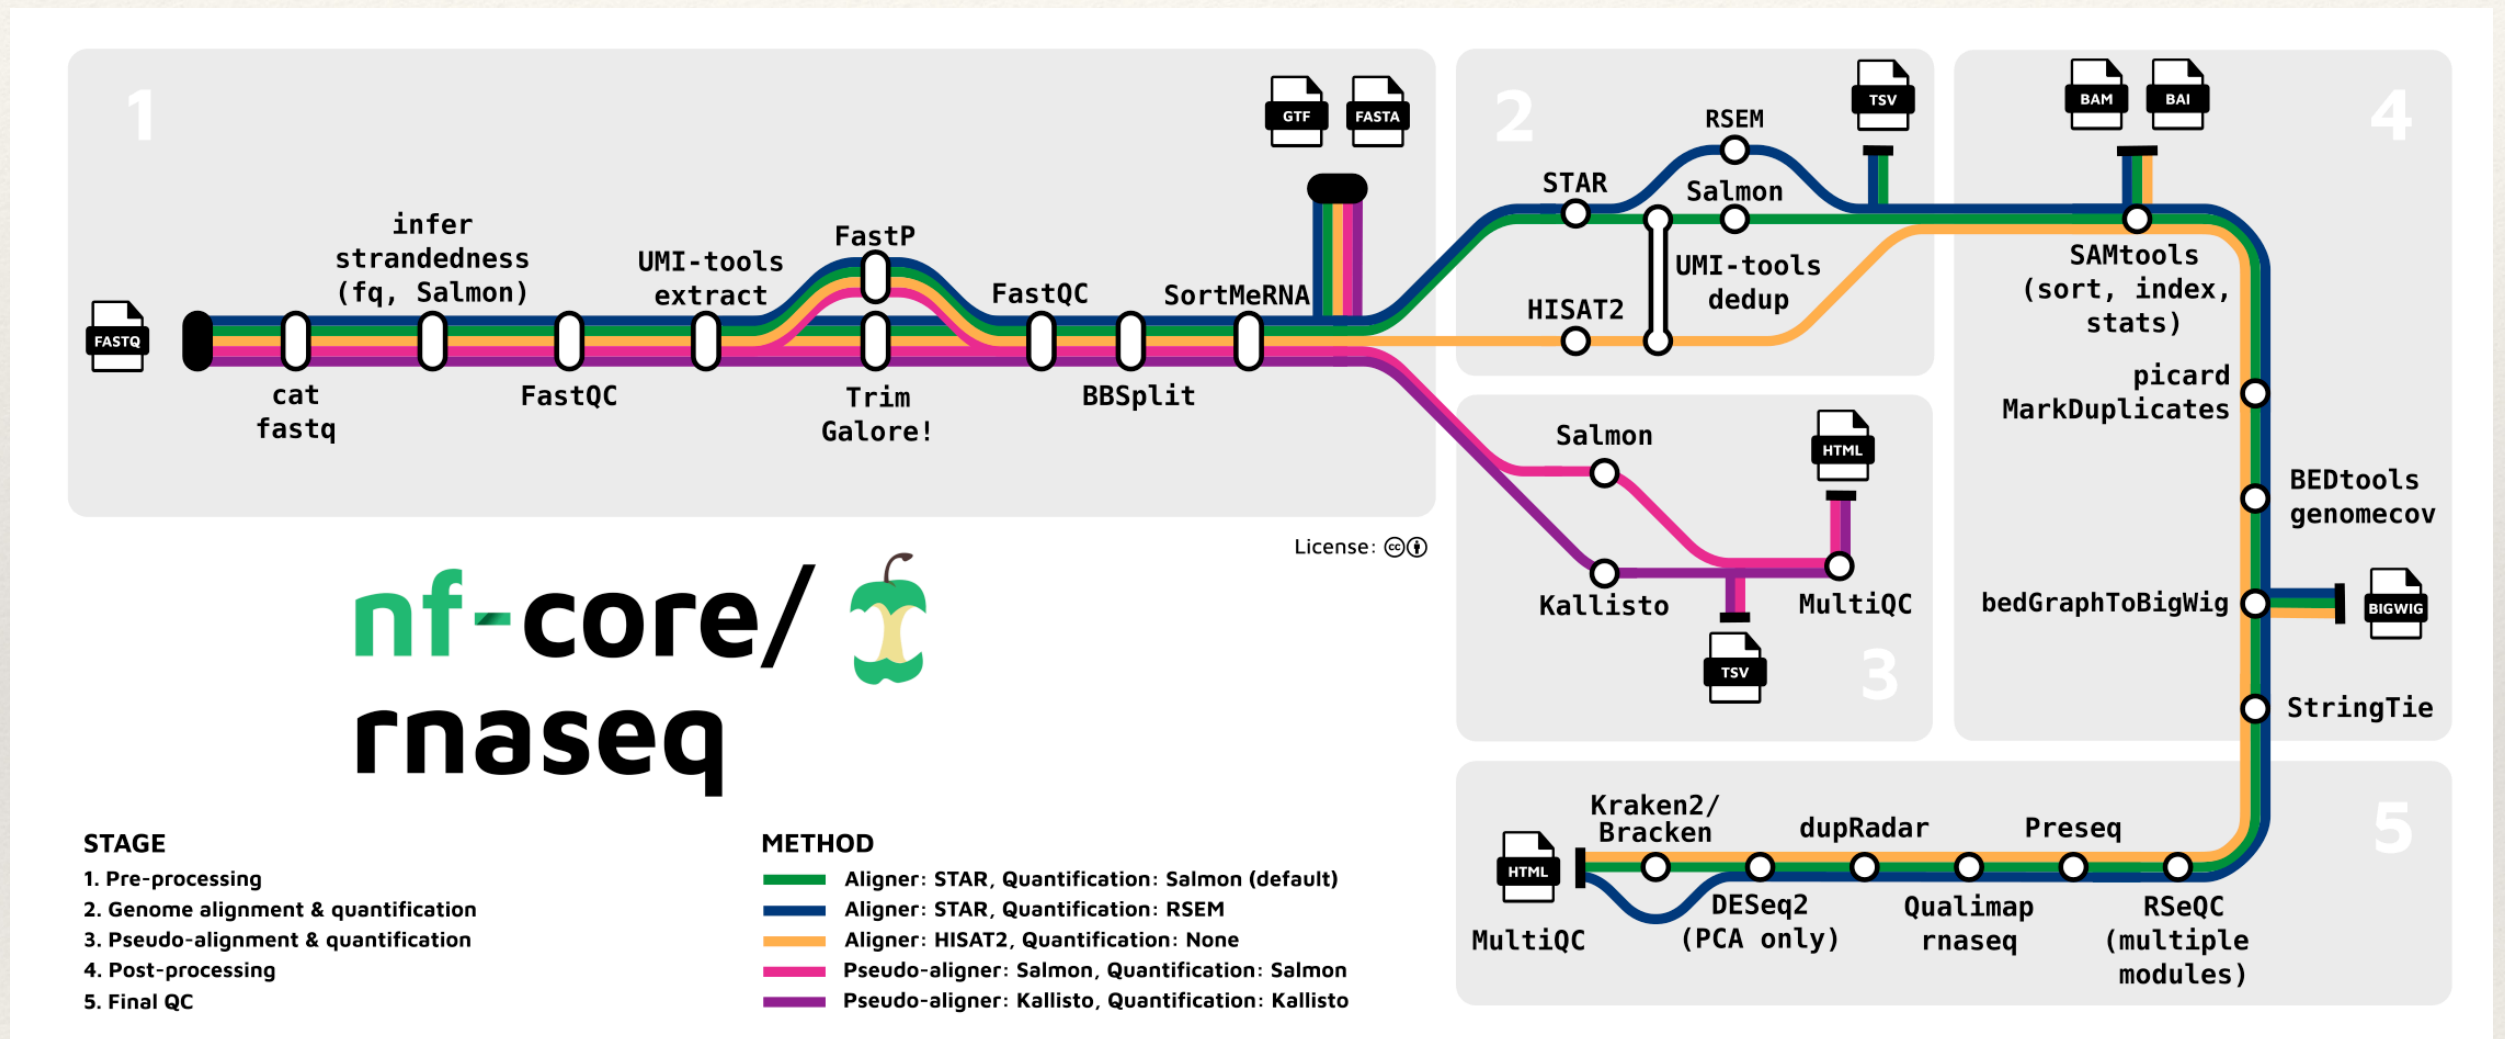 1
GTF
FASTA
infer
strandedness
(fq, Salmon)
UMI-tools
extract
FastP
FastQC
SortMeRNA
FASTQ
cat
fastq
FastQC
Trim
Galore!
BBSplit
2
RSEM
TSV
STAR
Salmon
HISAT2
UMI-tools
dedup
4
BAM
BAI
SAMtools
(sort, index,
stats)
picard
MarkDuplicates
BEDtools
genomecov
bedGraphToBigWig
BIGWIG
StringTie
Salmon
HTML
Kallisto
MultiQC
TSV
3
License: cc
nf-core/
rnaseq
5
Kraken2/
Bracken
dupRadar
Preseq
HTML
MultiQC
DESeq2
(PCA only)
Qualimap
rnaseq
RSeQC
(multiple
modules)
STAGE
1. Pre-processing
2. Genome alignment & quantification
3. Pseudo-alignment & quantification
4. Post-processing
5. Final QC
METHOD
Aligner: STAR, Quantification: Salmon (default)
Aligner: STAR, Quantification: RSEM
Aligner: HISAT2, Quantification: None
Pseudo-aligner: Salmon, Quantification: Salmon
Pseudo-aligner: Kallisto, Quantification: Kallisto